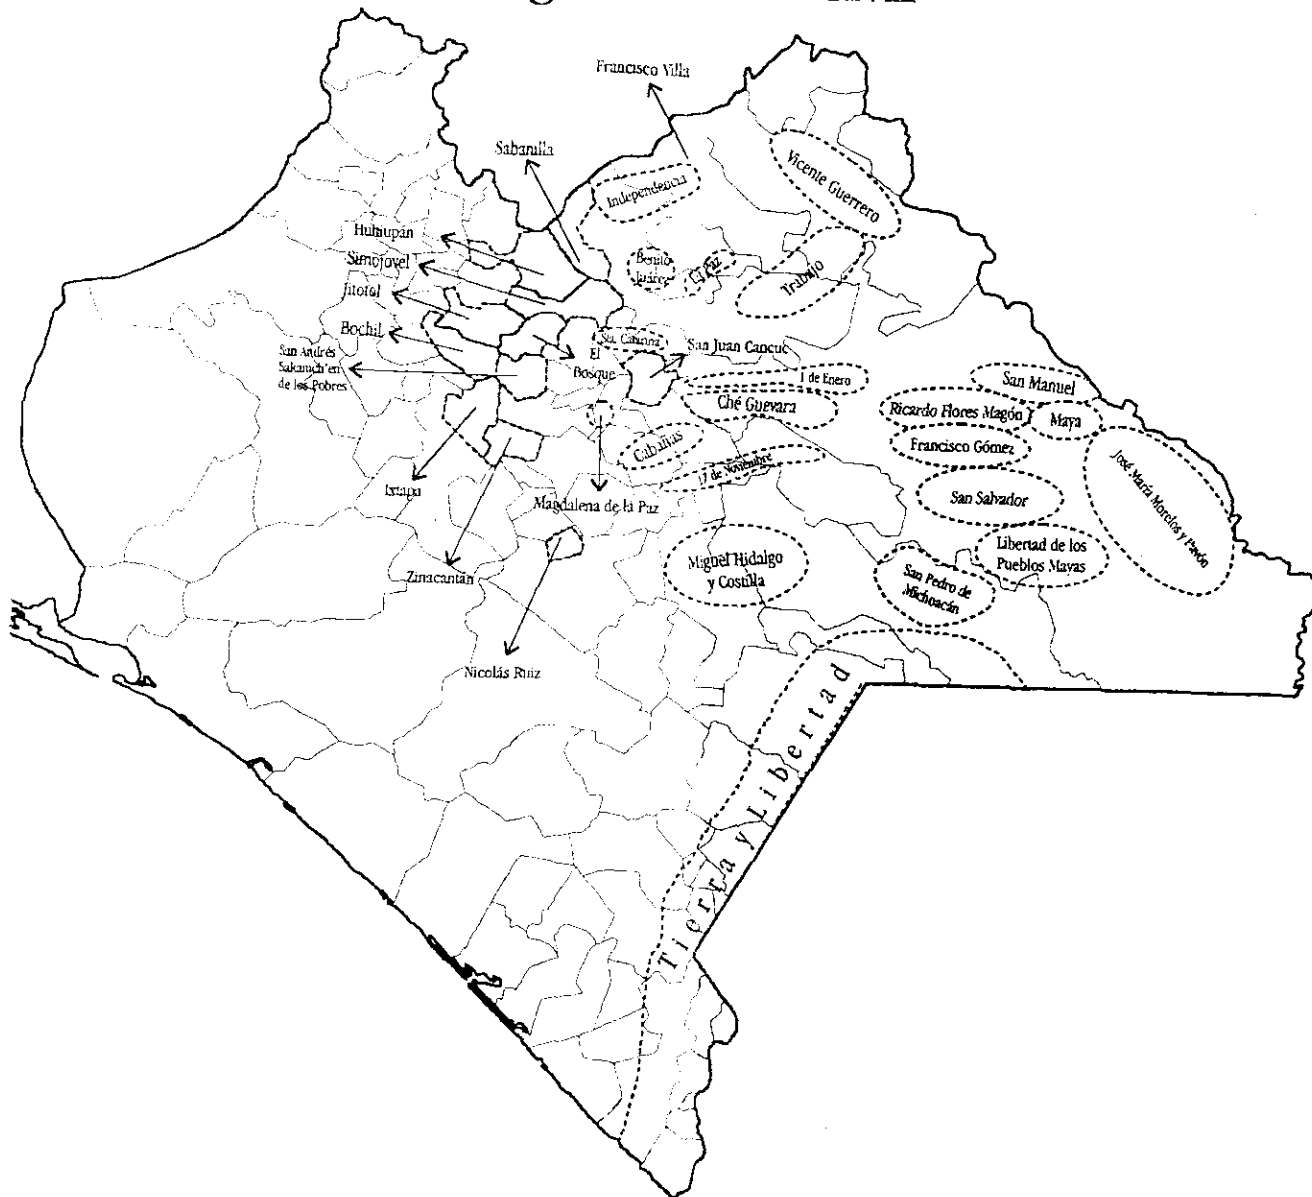 Francisco Villa
Sabanilla
Vicente Guerrero
Independencia
Huitiupán
Simojovel
Benito
Juárez
La Paz
Trabajo
Jitotol
Bochil
Sta. Catarina
San Juan Cancuc
El
Bosque
San Andrés
Sakamch'en
de los Pobres
1 de Enero
San Manuel
Ché Guevara
Ricardo Flores Magón
Maya
Cabañas
Francisco Gómez
17 de Noviembre
José María Morelos y Pavón
Ixtapa
San Salvador
Magdalena de la Paz
Libertad de los
Pueblos Mayas
Miguel Hidalgo
y Costilla
San Pedro de
Michoacán
Zinacantán
Nicolás Ruiz
Tierra y Libertad